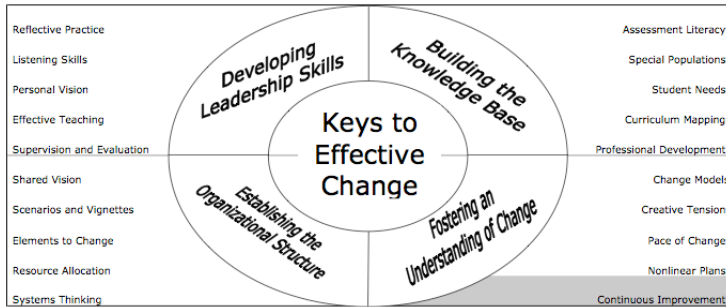 Reflective Practice
Listening Skills
Personal Vision
Effective Teaching
Supervision and Evaluation
Shared Vision
Scenarios and Vignettes
Elements to Change
Resource Allocation
Systems Thinking
Developing
Leadership Skills
Building the
Knowledge Base
Keys to
Effective
Change
Establishing the
Organizational Structure
Fostering an
Understanding of Change
Assessment Literacy
Special Populations
Student Needs
Curriculum Mapping
Professional Development
Change Models
Creative Tension
Pace of Change
Nonlinear Plans
Continuous Improvement